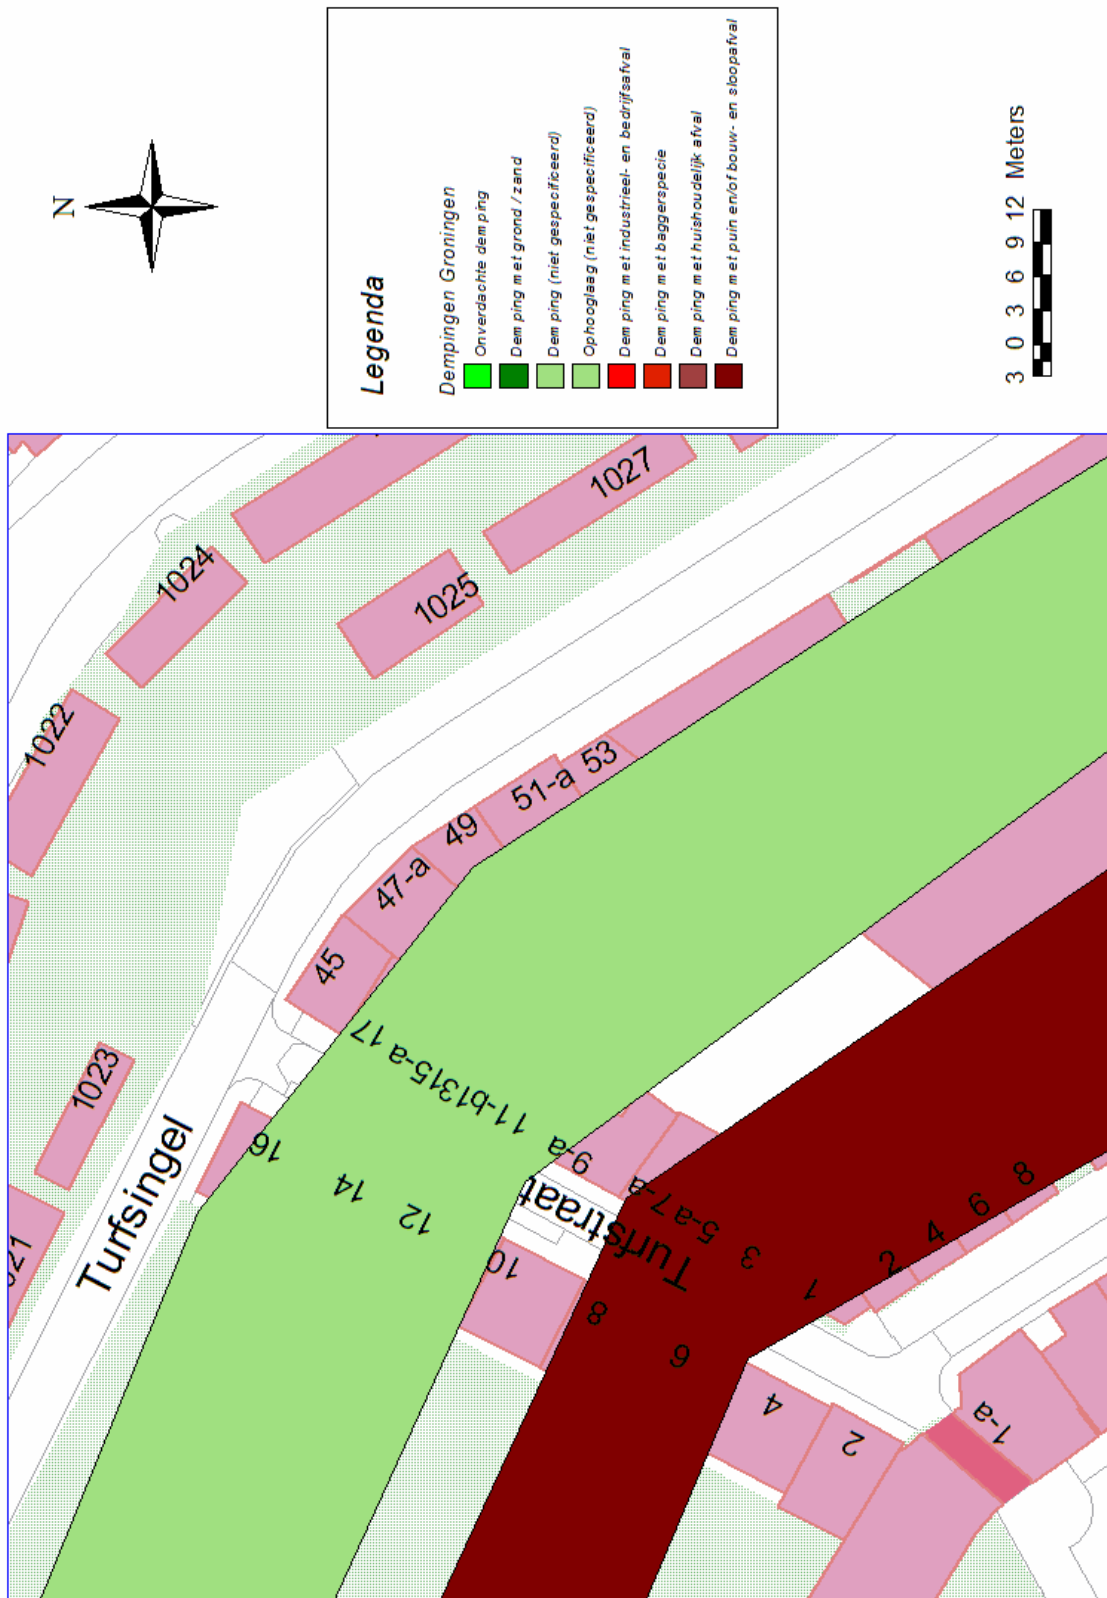 N
Legenda
Dempingen Groningen
Onverdachte demping
Demping met grond / zand
Demping (niet gespecificeerd)
Ophooglaag (niet gespecificeerd)
Demping met industrieel- en bedrijfsafval
Demping met baggerspecie
Demping met huishoudelijk afval
Demping met puin en/of bouw- en sloopafval
3 0 3 6 9 12 Meters
1022
1024
1025
1027
1023
Turfsingel
45
47-a
49
51-a
53
16
14
12
10
8
6
4
2
17
15-a
13
11-b
9-a
7-a
5-a
3
1
Turfstraat
2
4
6
8
1-a